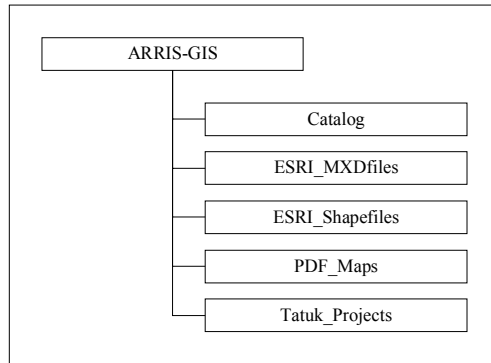 ARRIS-GIS
Catalog
ESRI_MXDfiles
ESRI_Shapefiles
PDF_Maps
Tatuk_Projects